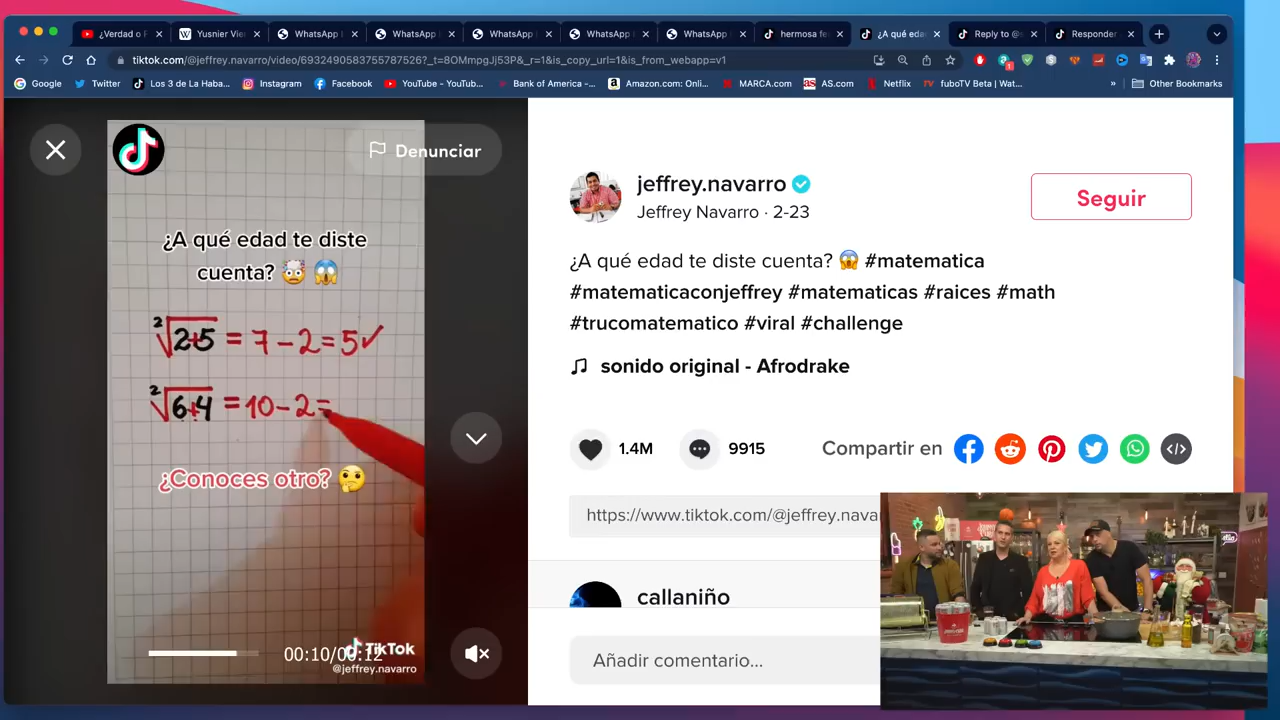 ¿Verdad o F
Yusnier Vie
WhatsApp
WhatsApp
WhatsApp
WhatsApp
WhatsApp
hermosa fe
¿A qué eda
Reply to @s
Responder
tiktok.com/@jeffrey.navarro/video/6932490583755787526?_t=8OMmpgJj53P&_r=1&is_copy_url=1&is_from_webapp=v1
Google
Twitter
Los 3 de La Haba...
Instagram
Facebook
YouTube - YouTub...
Bank of America -...
Amazon.com: Onli...
MARCA.com
AS.com
Netflix
fuboTV Beta | Wat...
»
Other Bookmarks
Denunciar
¿A qué edad te diste
cuenta? 🤯 😱
²√2+5 = 7 - 2 = 5✓
²√6+4 = 10 - 2 =
¿Conoces otro? 🤔
00:10/00:12
TikTok
@jeffrey.navarro
jeffrey.navarro
Jeffrey Navarro · 2-23
Seguir
¿A qué edad te diste cuenta? 😱 #matematica
#matematicaconjeffrey #matematicas #raices #math
#trucomatematico #viral #challenge
sonido original - Afrodrake
1.4M
9915
Compartir en
https://www.tiktok.com/@jeffrey.nava
callaniño
Añadir comentario...